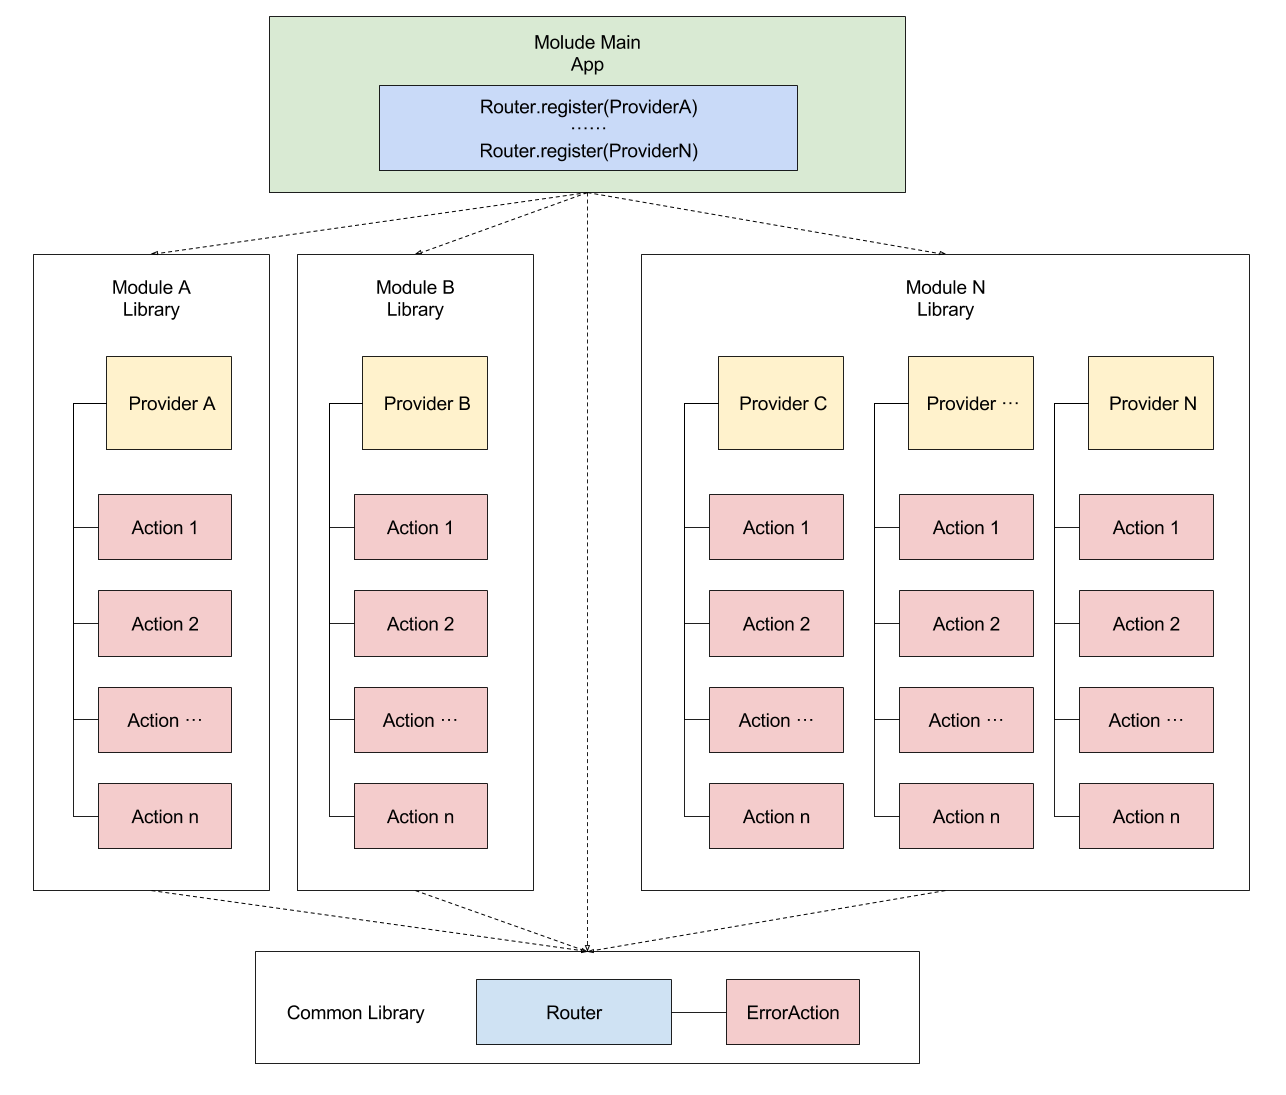 Molude Main
App
Router.register(ProviderA)
⋯⋯
Router.register(ProviderN)
Module A
Library
Module B
Library
Module N
Library
Provider A
Provider B
Provider C
Provider ⋯
Provider N
Action 1
Action 1
Action 1
Action 1
Action 1
Action 2
Action 2
Action 2
Action 2
Action 2
Action ⋯
Action ⋯
Action ⋯
Action ⋯
Action ⋯
Action n
Action n
Action n
Action n
Action n
Common Library
Router
ErrorAction